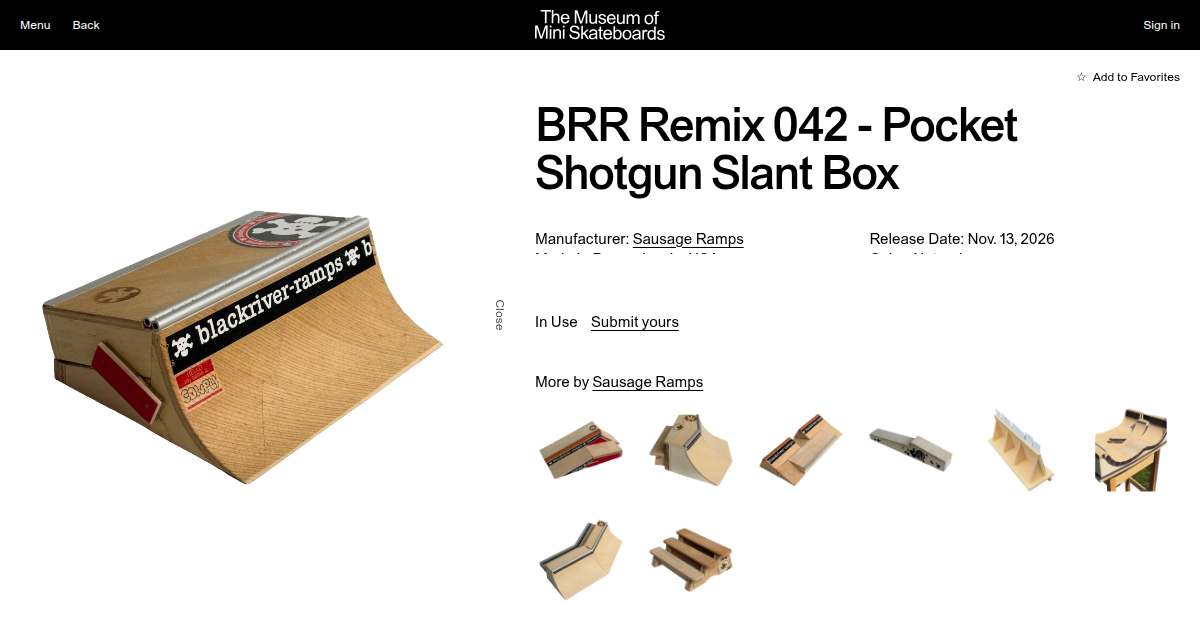 Menu
Back
The Museum of
Mini Skateboards
Sign in
☆ Add to Favorites
BRR Remix 042 - Pocket
Shotgun Slant Box
Manufacturer: Sausage Ramps
Release Date: Nov. 13, 2026
blackriver-ramps
b
Close
In Use
Submit yours
More by Sausage Ramps